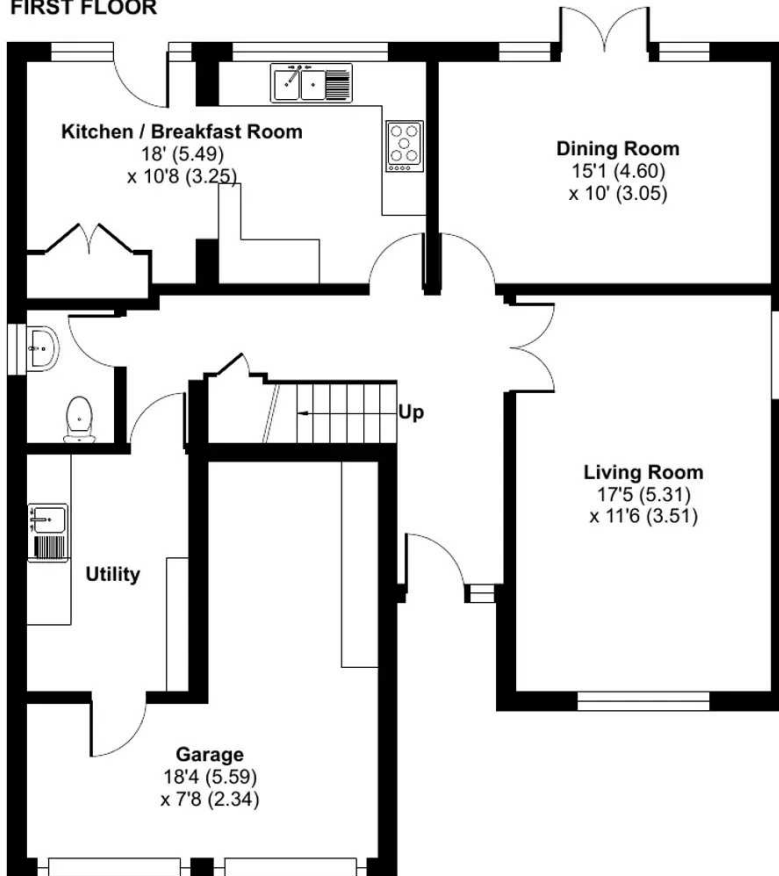 FIRST FLOOR
Kitchen / Breakfast Room
18' (5.49)
x 10'8 (3.25)
Dining Room
15'1 (4.60)
x 10' (3.05)
Up
Living Room
17'5 (5.31)
x 11'6 (3.51)
Utility
Garage
18'4 (5.59)
x 7'8 (2.34)